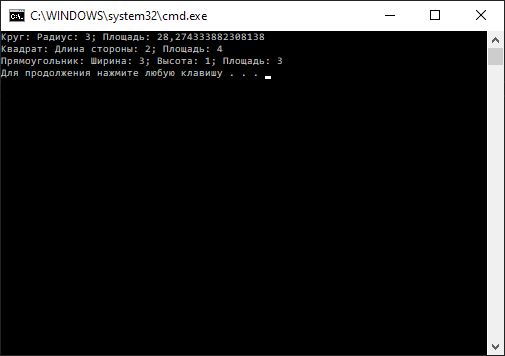 C:\WINDOWS\system32\cmd.exe
Круг: Радиус: 3; Площадь: 28,274333882308138
Квадрат: Длина стороны: 2; Площадь: 4
Прямоугольник: Ширина: 3; Высота: 1; Площадь: 3
Для продолжения нажмите любую клавишу . . .